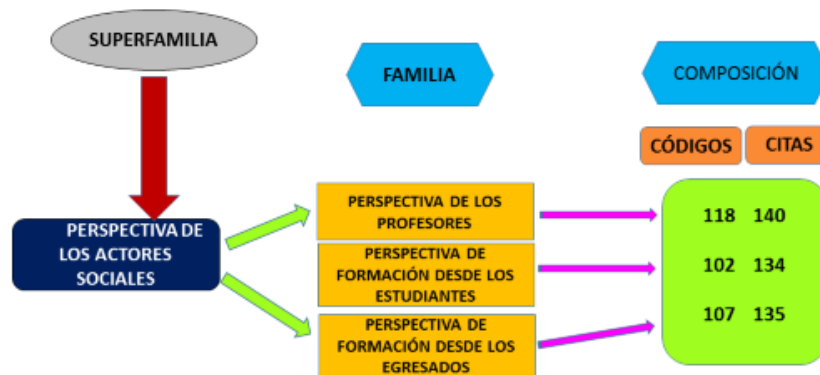 SUPERFAMILIA
FAMILIA
COMPOSICIÓN
CÓDIGOS
CITAS
PERSPECTIVA DE
LOS ACTORES
SOCIALES
PERSPECTIVA DE LOS
PROFESORES
118 140
PERSPECTIVA DE
FORMACIÓN DESDE LOS
ESTUDIANTES
102 134
PERSPECTIVA DE
FORMACIÓN DESDE LOS
EGRESADOS
107 135